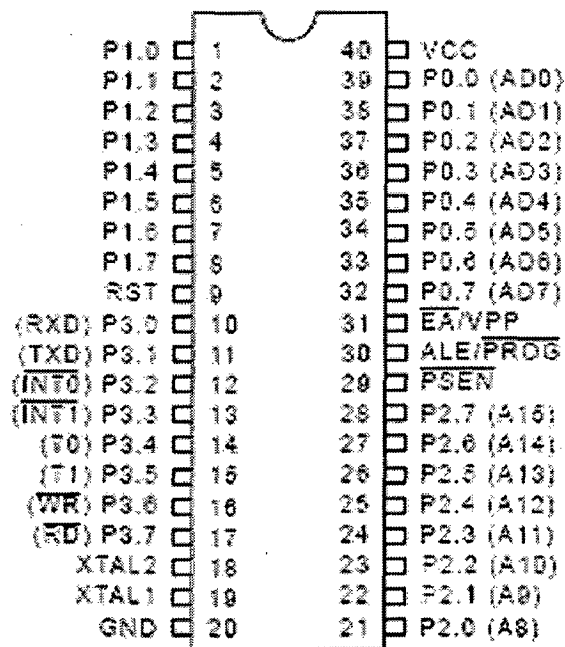 P1.0 1 40 VCC
P1.1 2 39 P0.0 (AD0)
P1.2 3 38 P0.1 (AD1)
P1.3 4 37 P0.2 (AD2)
P1.4 5 36 P0.3 (AD3)
P1.5 6 35 P0.4 (AD4)
P1.6 7 34 P0.5 (AD5)
P1.7 8 33 P0.6 (AD6)
RST 9 32 P0.7 (AD7)
(RXD) P3.0 10 31 EA/VPP
(TXD) P3.1 11 30 ALE/PROG
(INT0) P3.2 12 29 PSEN
(INT1) P3.3 13 28 P2.7 (A15)
(T0) P3.4 14 27 P2.6 (A14)
(T1) P3.5 15 26 P2.5 (A13)
(WR) P3.6 16 25 P2.4 (A12)
(RD) P3.7 17 24 P2.3 (A11)
XTAL2 18 23 P2.2 (A10)
XTAL1 19 22 P2.1 (A9)
GND 20 21 P2.0 (A8)